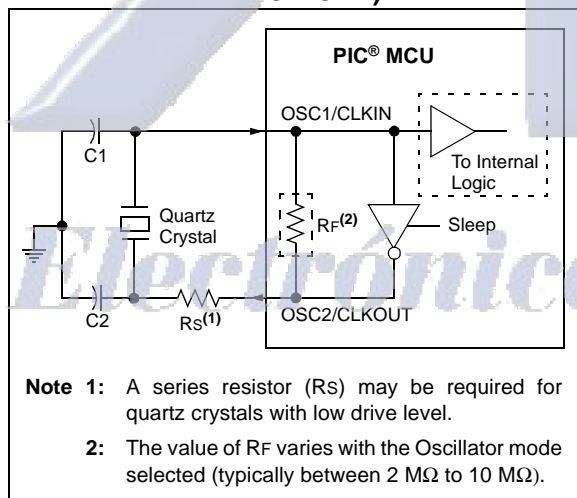 PIC® MCU
OSC1/CLKIN
C1
To Internal
Logic
Quartz
Crystal
RF(2)
Sleep
C2
RS(1)
OSC2/CLKOUT
Electrónica
Note 1: A series resistor (RS) may be required for
quartz crystals with low drive level.
2: The value of RF varies with the Oscillator mode
selected (typically between 2 MΩ to 10 MΩ).